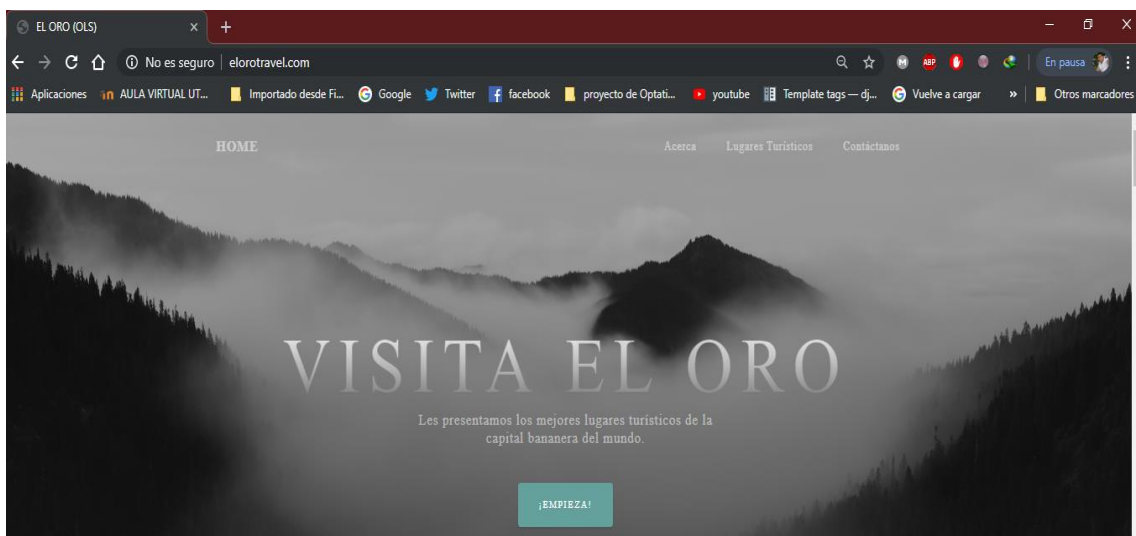 EL ORO (OLS)
No es seguro | elorotravel.com
En pausa
Aplicaciones AULA VIRTUAL UT... Importado desde Fi... Google Twitter facebook proyecto de Optati... youtube Template tags — dj... Vuelve a cargar » Otros marcadores
HOME Acerca Lugares Turísticos Contáctanos
VISITA EL ORO
Les presentamos los mejores lugares turísticos de la
capital bananera del mundo.
¡EMPIEZA!